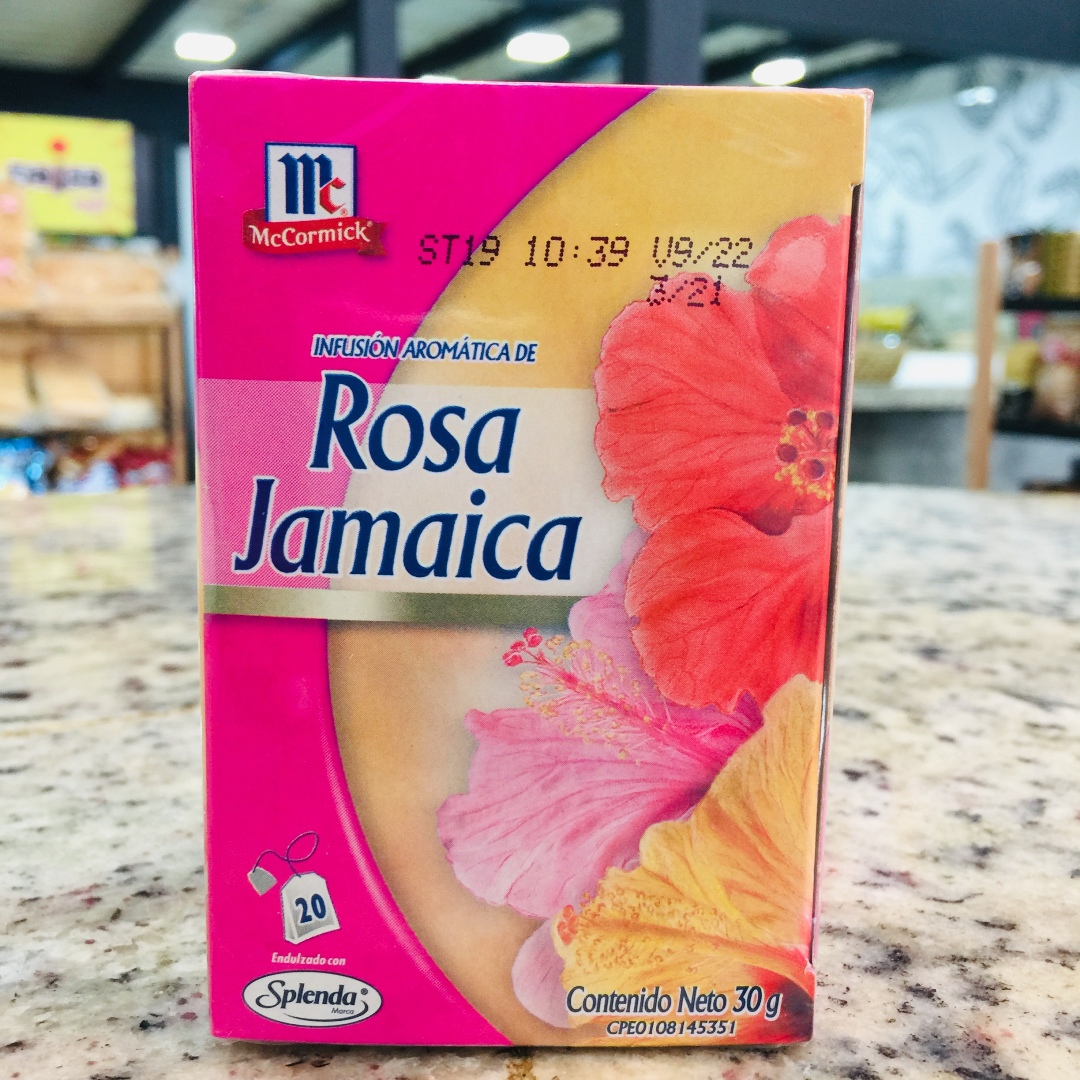 Mc
McCormick®
ST19 10:39 V9/22
3/21
INFUSIÓN AROMÁTICA DE
Rosa
Jamaica
20
Endulzado con
Splenda®
Marca
Contenido Neto 30 g
CPE0108145351